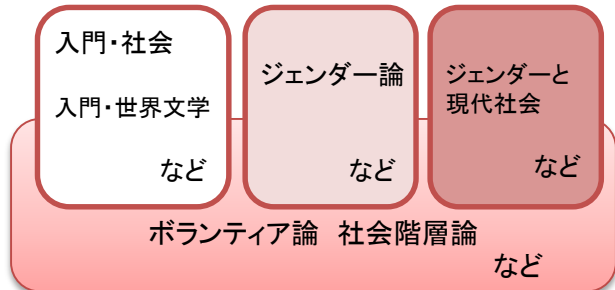 入門・社会
入門・世界文学
など
ジェンダー論
など
ジェンダーと
現代社会
など
ボランティア論 社会階層論
など